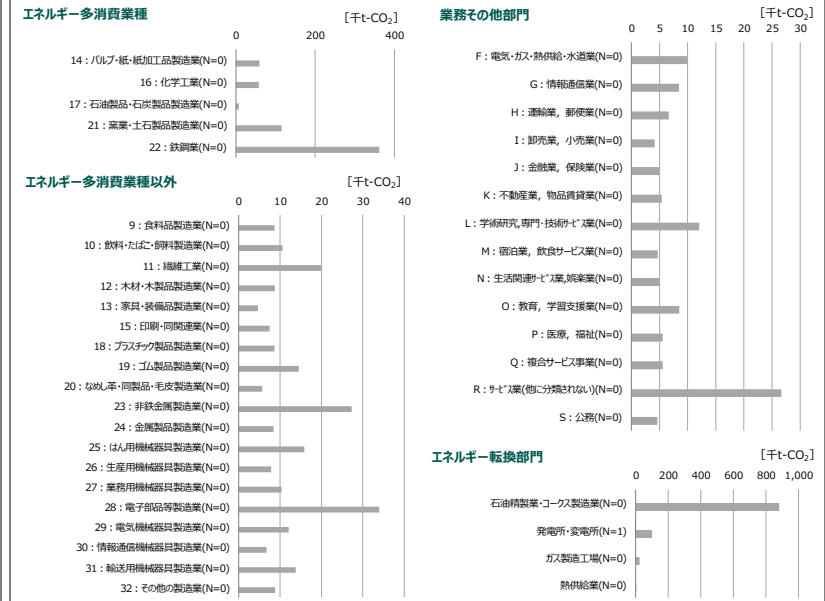 エネルギー多消費業種
[千t-CO₂]
0 200 400
14：パルプ・紙・紙加工品製造業(N=0)
16：化学工業(N=0)
17：石油製品・石炭製品製造業(N=0)
21：窯業・土石製品製造業(N=0)
22：鉄鋼業(N=0)
エネルギー多消費業種以外
[千t-CO₂]
0 10 20 30 40
9：食料品製造業(N=0)
10：飲料・たばこ・飼料製造業(N=0)
11：繊維工業(N=0)
12：木材・木製品製造業(N=0)
13：家具・装備品製造業(N=0)
15：印刷・同関連業(N=0)
18：プラスチック製品製造業(N=0)
19：ゴム製品製造業(N=0)
20：なめし革・同製品・毛皮製造業(N=0)
23：非鉄金属製造業(N=0)
24：金属製品製造業(N=0)
25：はん用機械器具製造業(N=0)
26：生産用機械器具製造業(N=0)
27：業務用機械器具製造業(N=0)
28：電子部品等製造業(N=0)
29：電気機械器具製造業(N=0)
30：情報通信機械器具製造業(N=0)
31：輸送用機械器具製造業(N=0)
32：その他の製造業(N=0)
業務その他部門
[千t-CO₂]
0 5 10 15 20 25 30
F：電気・ガス・熱供給・水道業(N=0)
G：情報通信業(N=0)
H：運輸業，郵便業(N=0)
I：卸売業，小売業(N=0)
J：金融業，保険業(N=0)
K：不動産業，物品賃貸業(N=0)
L：学術研究,専門・技術ｻｰﾋﾞｽ業(N=0)
M：宿泊業，飲食サービス業(N=0)
N：生活関連ｻｰﾋﾞｽ業,娯楽業(N=0)
O：教育，学習支援業(N=0)
P：医療，福祉(N=0)
Q：複合サービス事業(N=0)
R：ｻｰﾋﾞｽ業(他に分類されない)(N=0)
S：公務(N=0)
エネルギー転換部門
[千t-CO₂]
0 200 400 600 800 1,000
石油精製業・コークス製造業(N=0)
発電所・変電所(N=1)
ガス製造工場(N=0)
熱供給業(N=0)